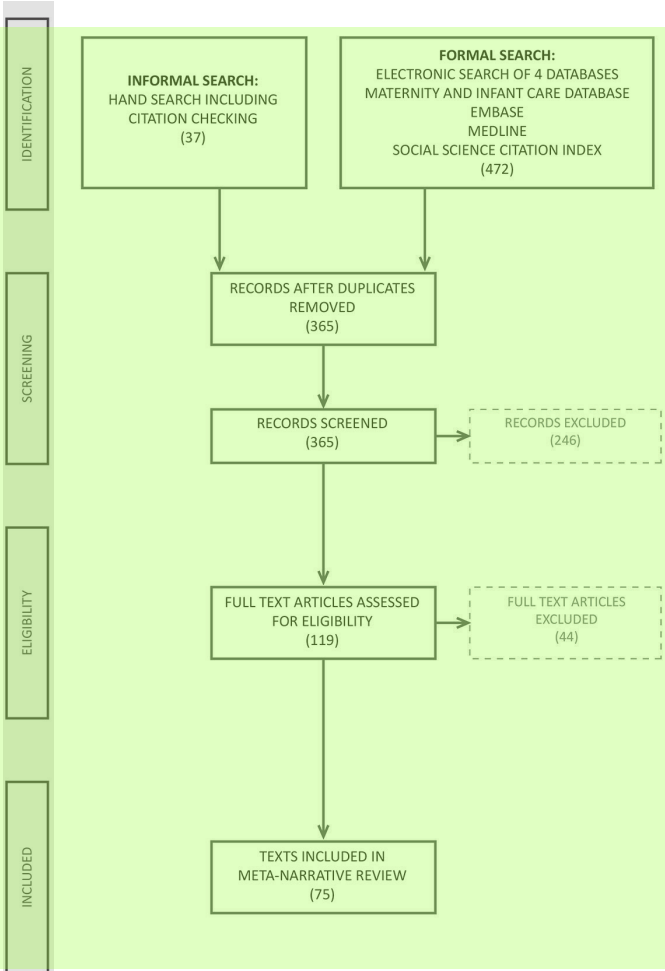 IDENTIFICATION
INFORMAL SEARCH:
HAND SEARCH INCLUDING
CITATION CHECKING
(37)
FORMAL SEARCH:
ELECTRONIC SEARCH OF 4 DATABASES
MATERNITY AND INFANT CARE DATABASE
EMBASE
MEDLINE
SOCIAL SCIENCE CITATION INDEX
(472)
SCREENING
RECORDS AFTER DUPLICATES
REMOVED
(365)
RECORDS SCREENED
(365)
RECORDS EXCLUDED
(246)
ELIGIBILITY
FULL TEXT ARTICLES ASSESSED
FOR ELIGIBILITY
(119)
FULL TEXT ARTICLES
EXCLUDED
(44)
INCLUDED
TEXTS INCLUDED IN
META-NARRATIVE REVIEW
(75)